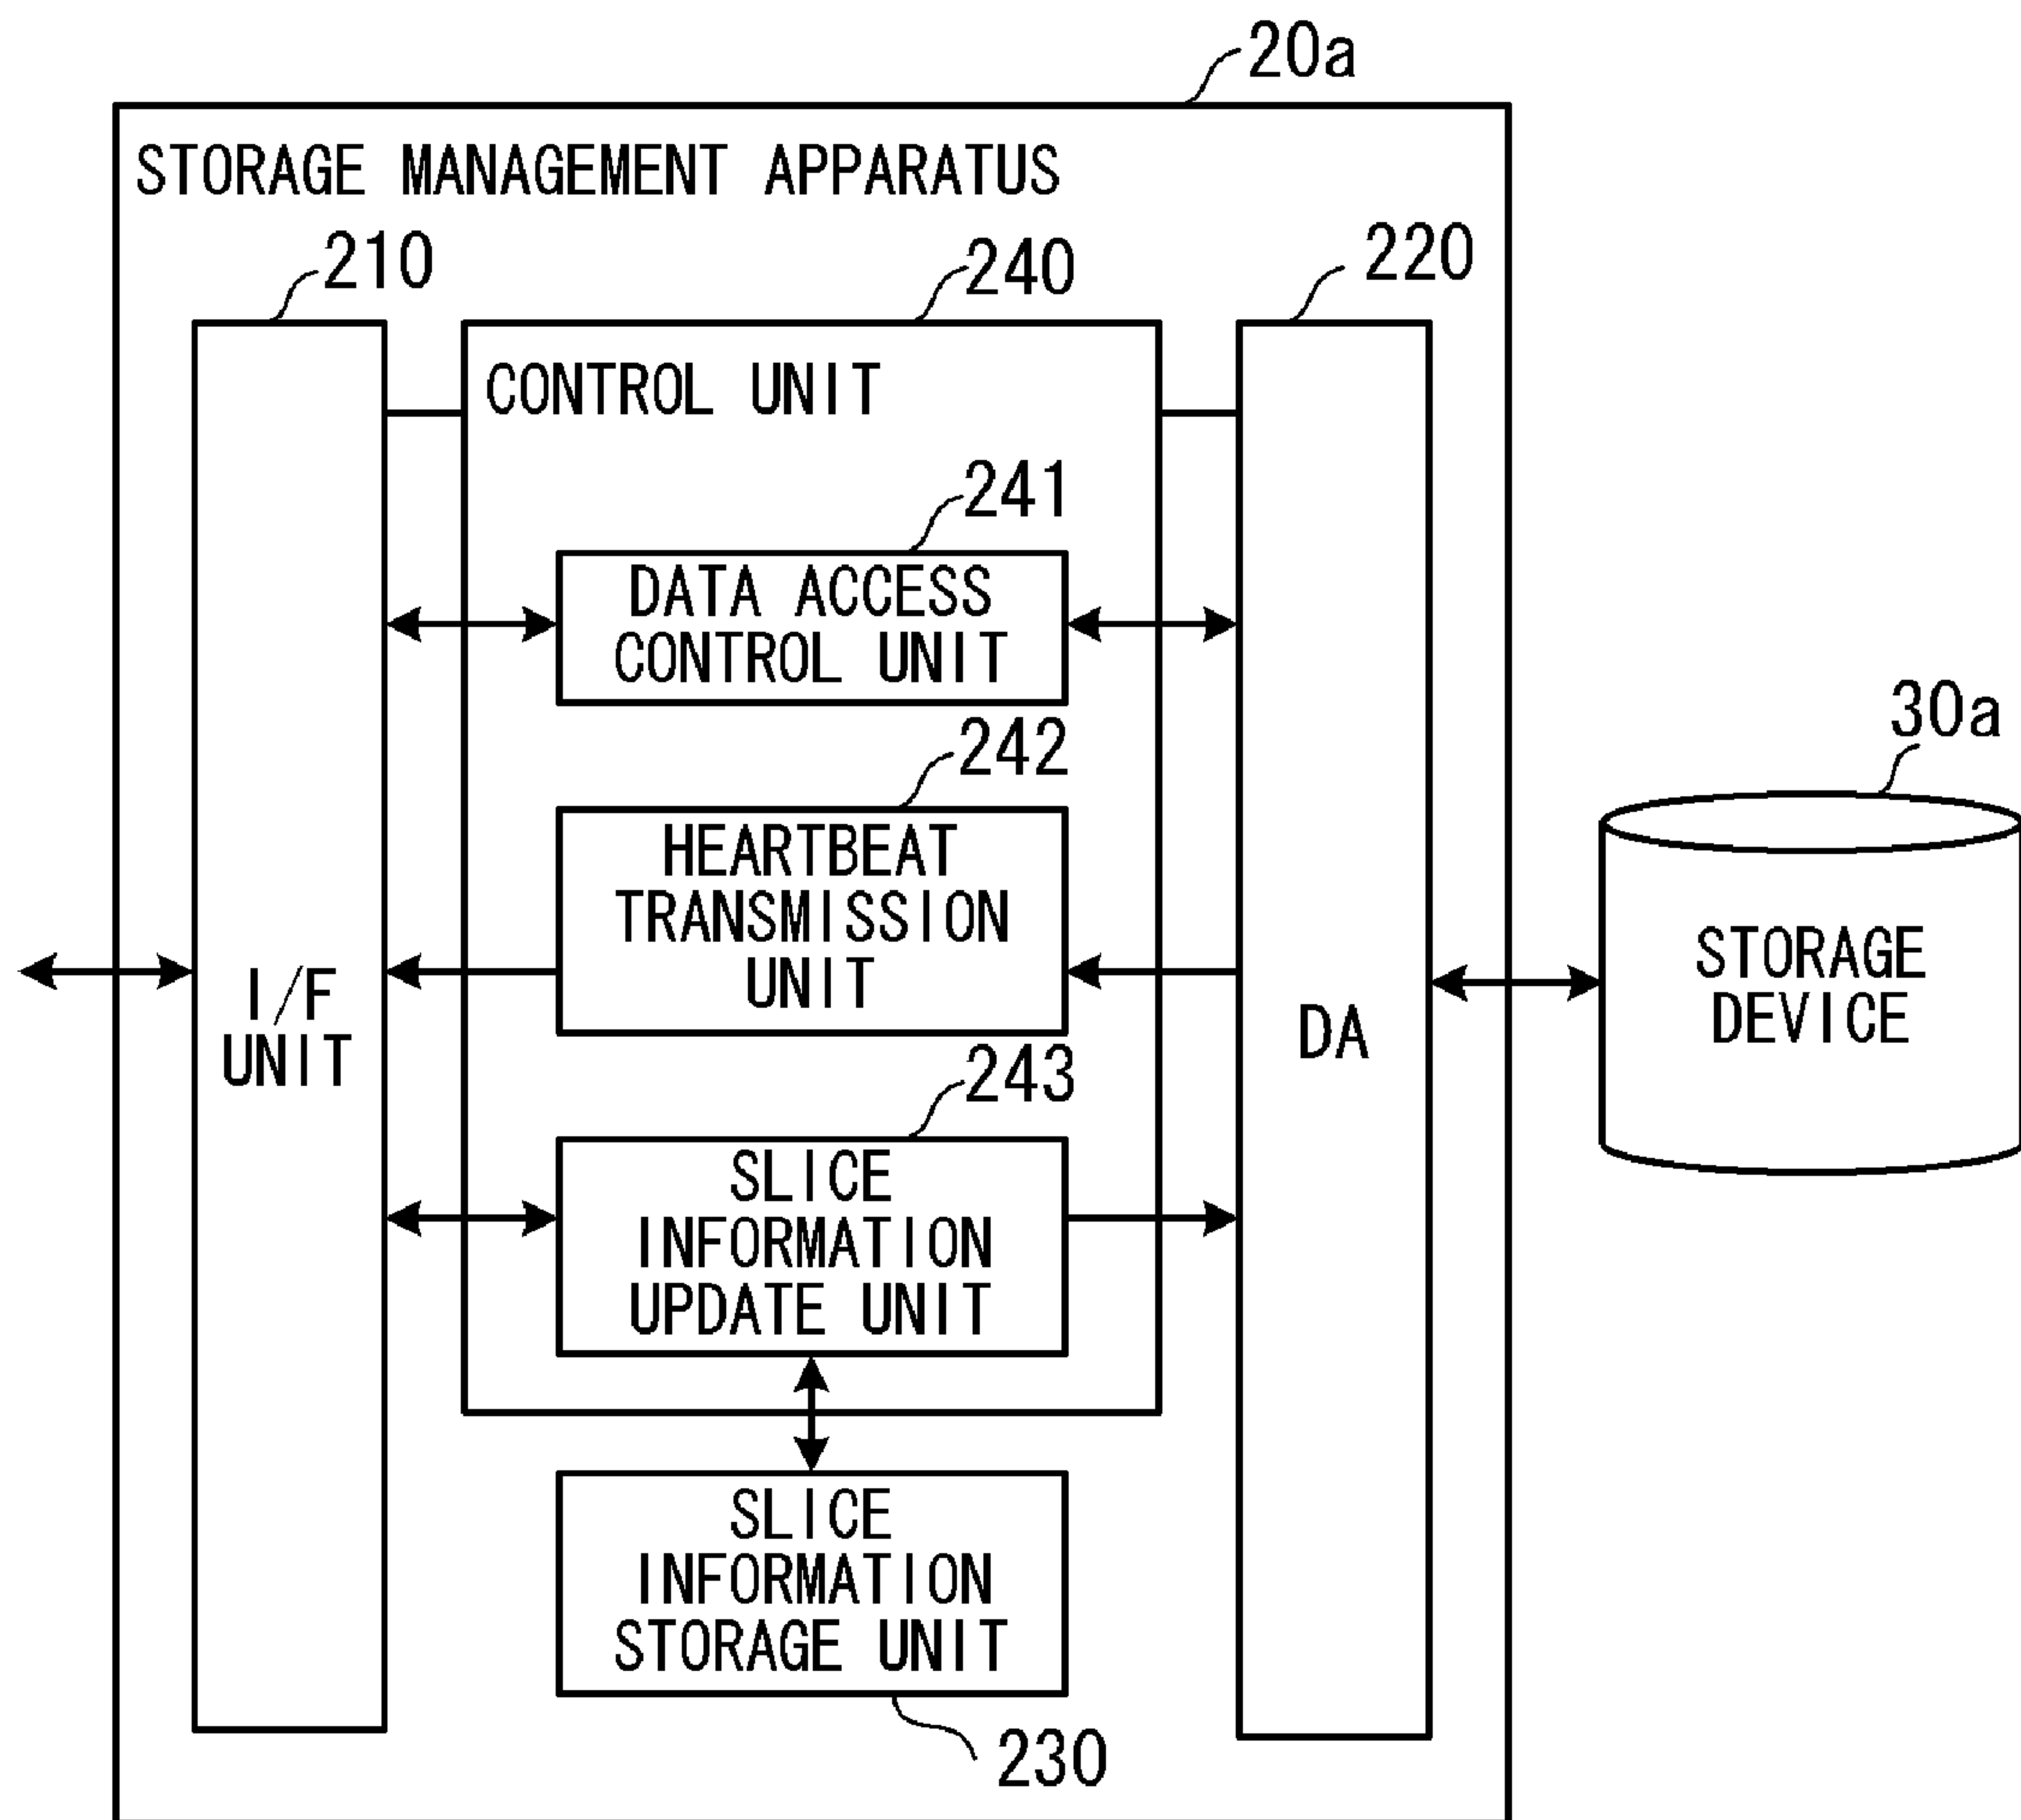 20a
STORAGE MANAGEMENT APPARATUS
210
240
220
CONTROL UNIT
241
DATA ACCESS
CONTROL UNIT
242
HEARTBEAT
TRANSMISSION
UNIT
I/F
UNIT
DA
30a
STORAGE
DEVICE
243
SLICE
INFORMATION
UPDATE UNIT
SLICE
INFORMATION
STORAGE UNIT
230